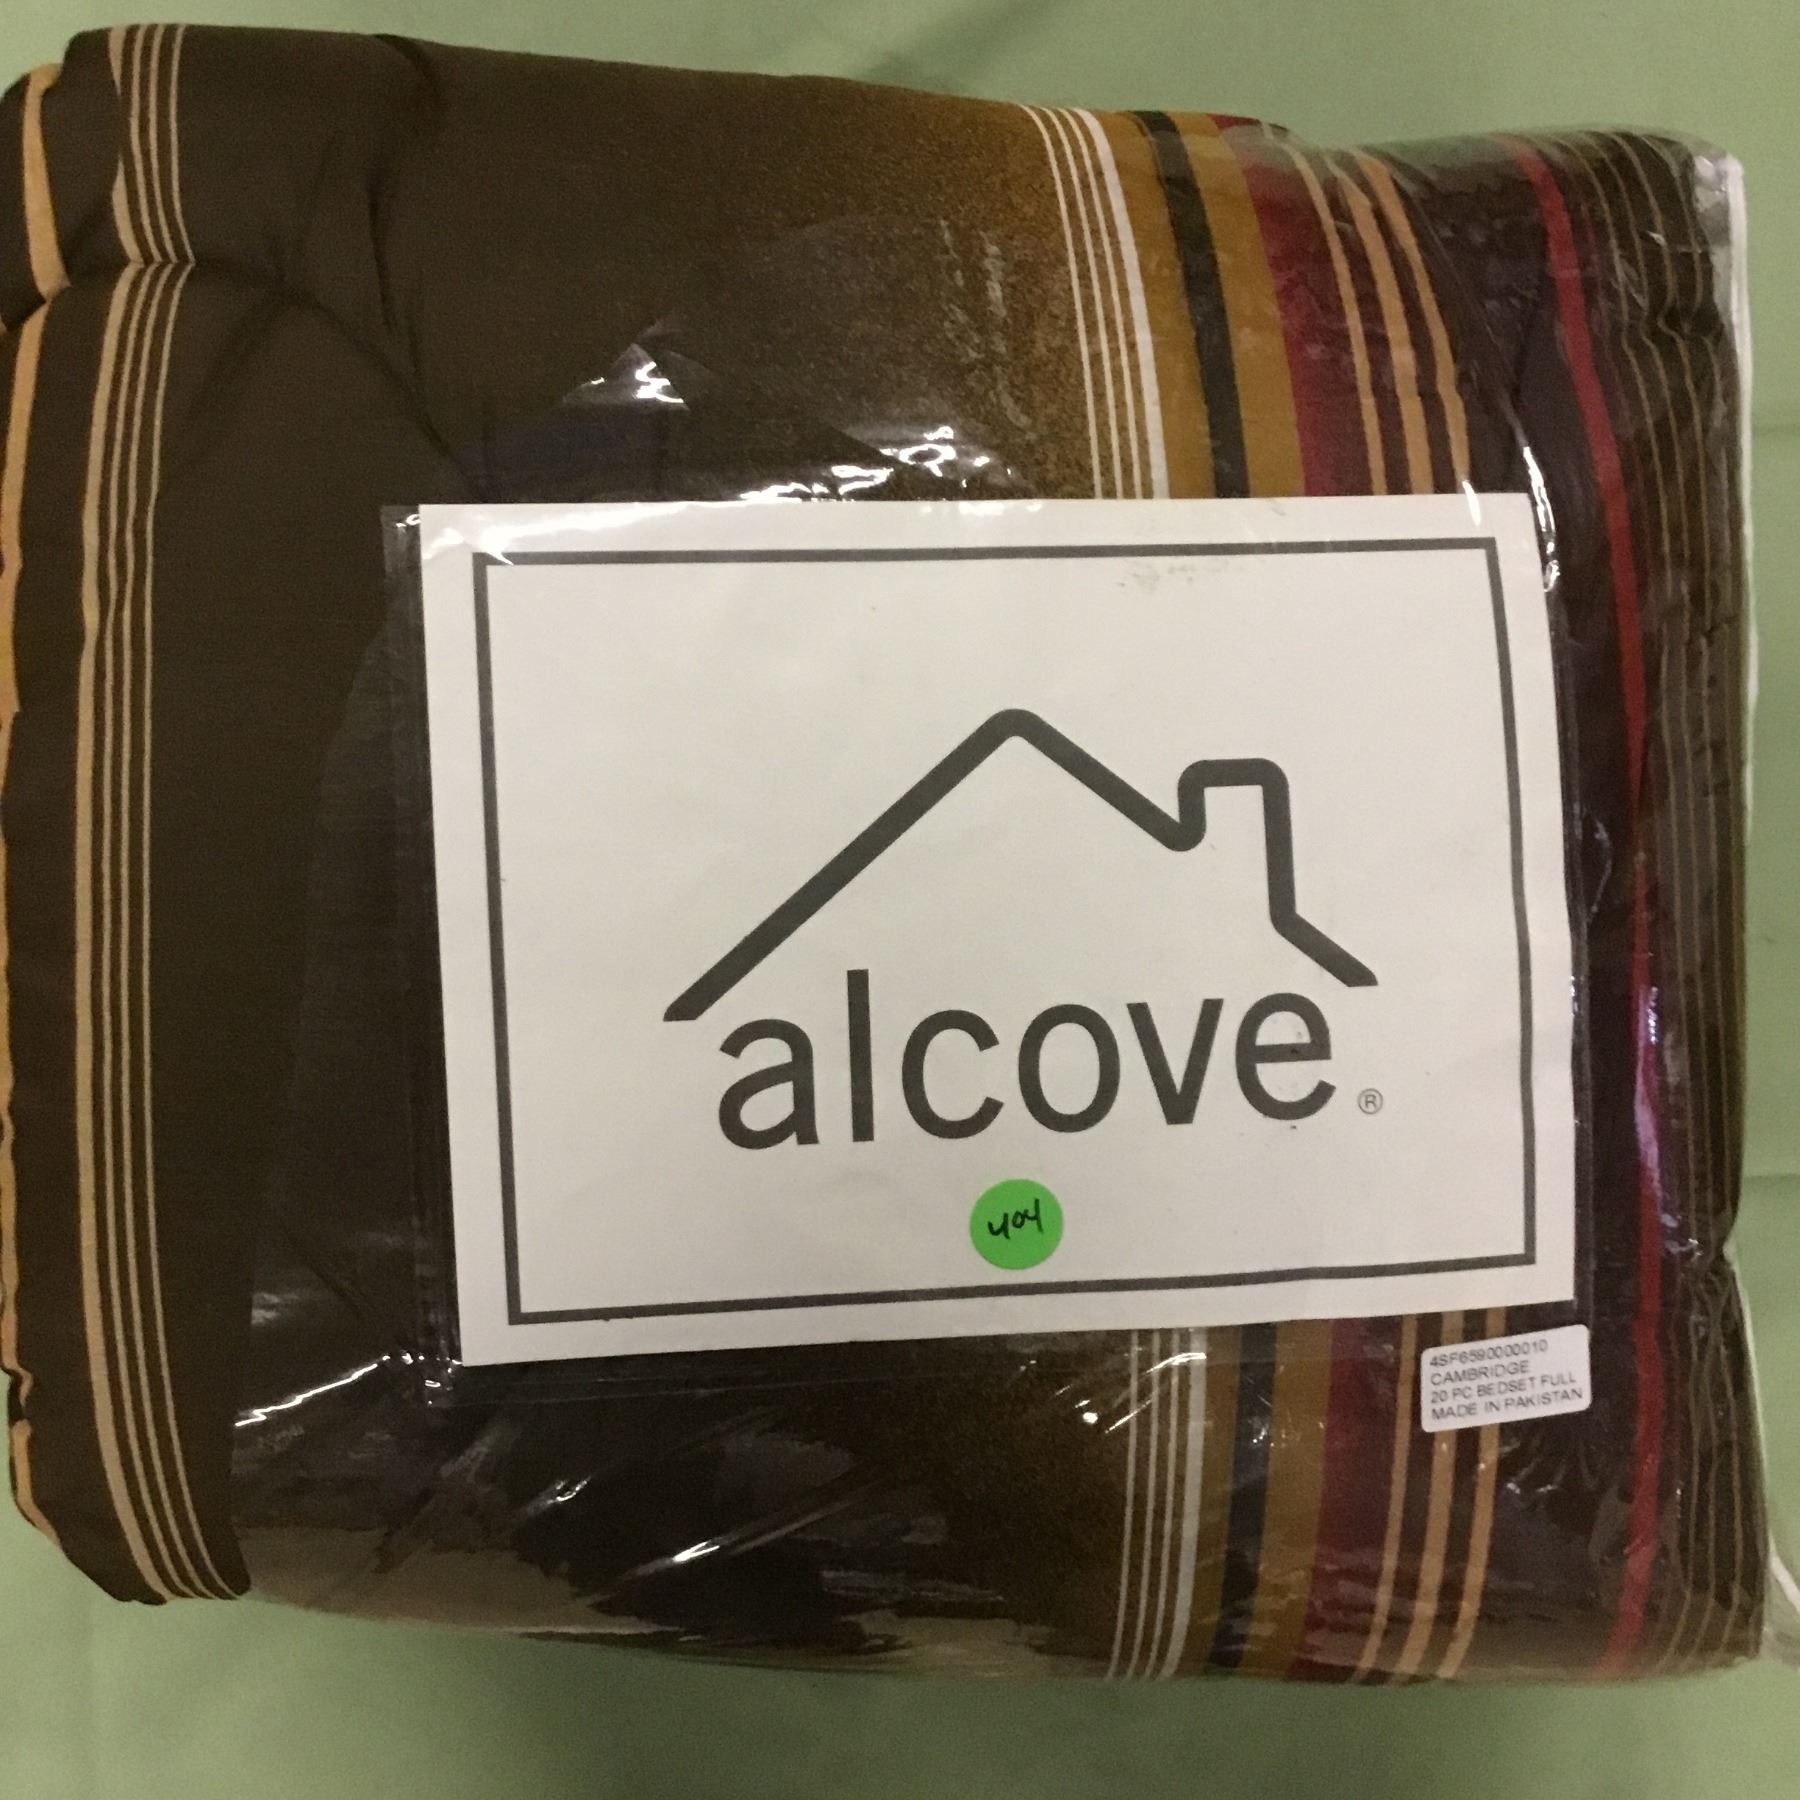 alcove®
404
4SF6590000010
CAMBRIDGE
20 PC BEDSET FULL
MADE IN PAKISTAN